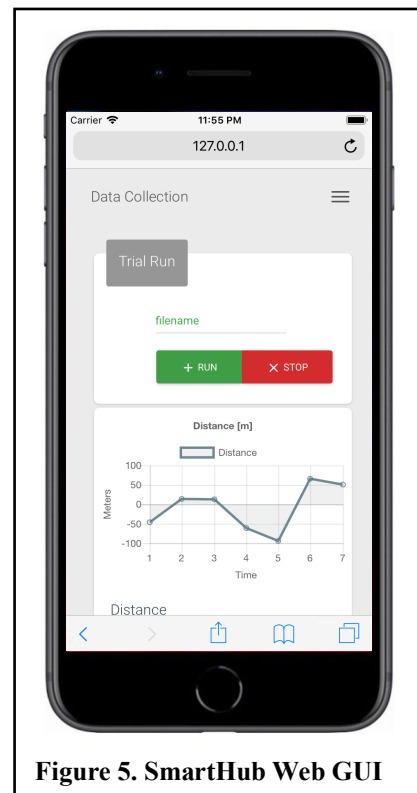 Carrier 11:55 PM
127.0.0.1
Data Collection
Trial Run
filename
+ RUN × STOP
Distance [m]
Distance
100
50
0
-50
-100
Meters
1 2 3 4 5 6 7
Time
Distance
Figure 5. SmartHub Web GUI